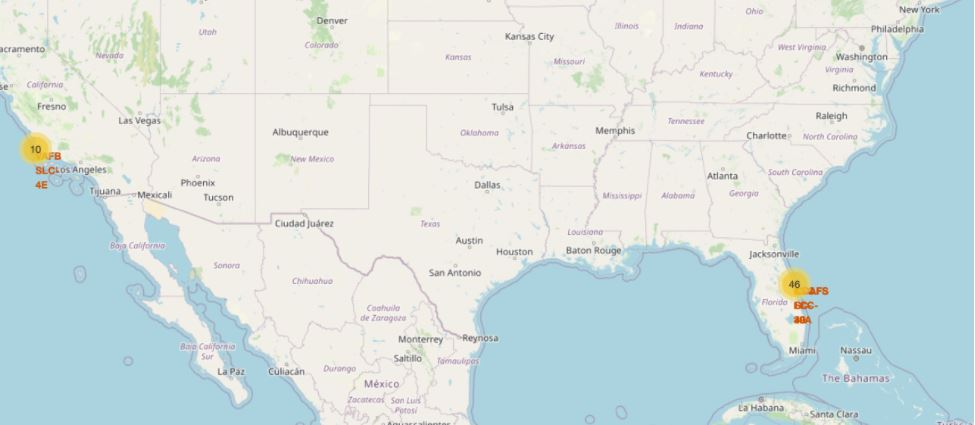 New York
Denver
Ohio
Illinois
Indiana
Utah
Philadelphia
Kansas City
Colorado
Nevada
West Virginia
acramento
Kansas
Missouri
Washington
Virginia
Kentucky
California
Richmond
Fresno
Tulsa
Las Vegas
Raleigh
Tennessee
Albuquerque
Oklahoma
Memphis
Charlotte
North Carolina
Arkansas
10
Arizona
New Mexico
Los Angeles
SLC-
South Carolina
Atlanta
4E
Phoenix
Dallas
Tijuana
Mexicali
Tucson
Mississippi
Alabama
Georgia
Ciudad Juárez
Texas
Louisiana
Austin
Baja California
Houston
Baton Rouge
Jacksonville
Sonora
San Antonio
Chihuahua
46
Florida
Coahuila
de Zaragoza
Baja California
Sur
Monterrey
Reynosa
Saltillo
Miami
Nassau
Tamaulipas
La Paz
Culiacán
Durango
The Bahamas
México
Zacatecas
San Luis
Potosí
La Habana
Santa Clara
Aguascalientes